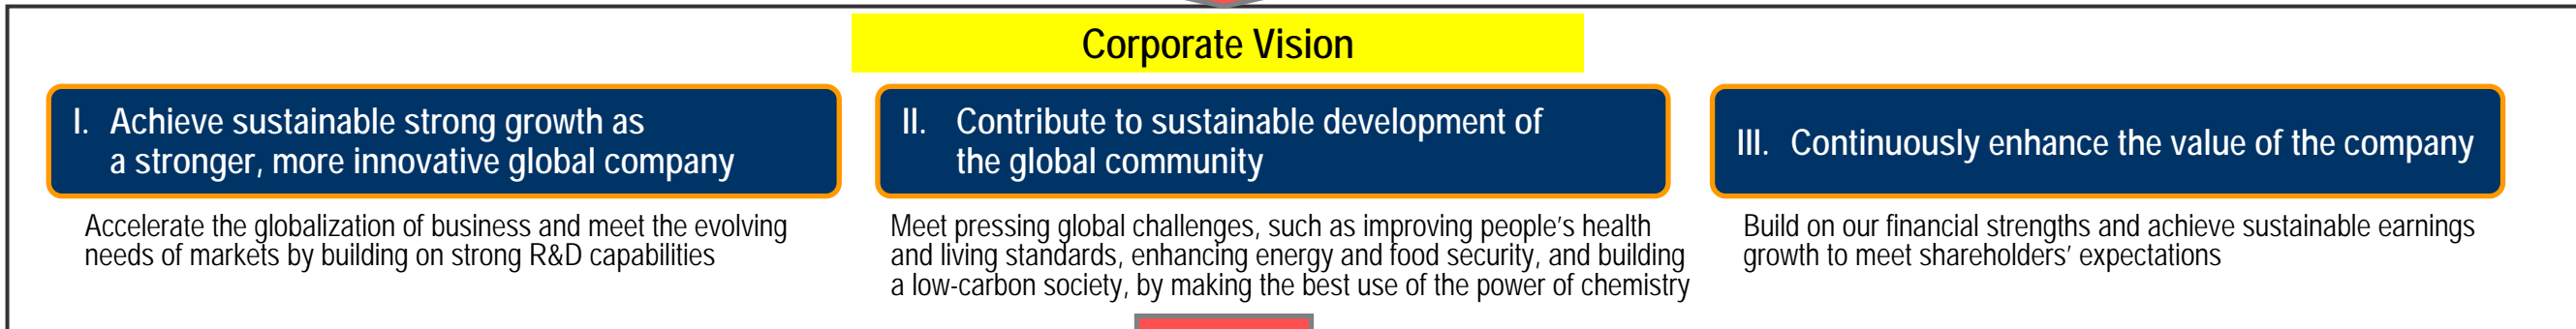 Corporate Vision
I. Achieve sustainable strong growth as
a stronger, more innovative global company
Accelerate the globalization of business and meet the evolving
needs of markets by building on strong R&D capabilities
II. Contribute to sustainable development of
the global community
Meet pressing global challenges, such as improving people's health
and living standards, enhancing energy and food security, and building
a low-carbon society, by making the best use of the power of chemistry
III. Continuously enhance the value of the company
Build on our financial strengths and achieve sustainable earnings
growth to meet shareholders' expectations